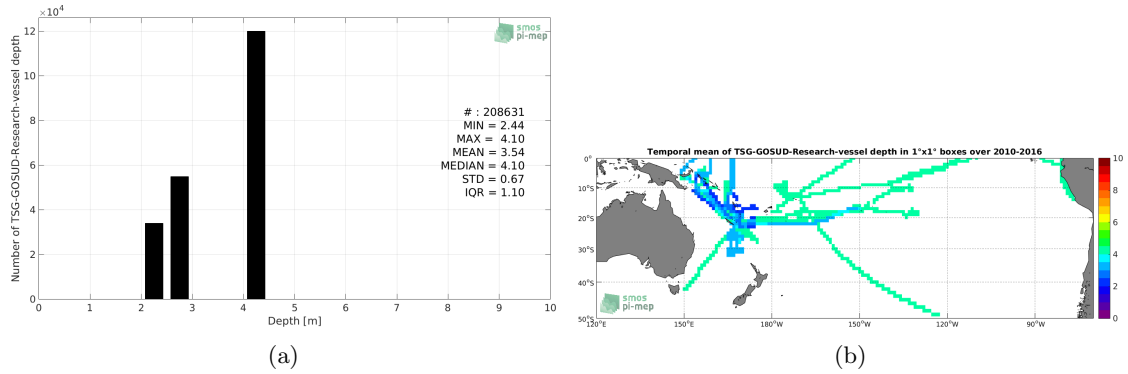 ×10⁴
smos
pi-mep
12
10
8
6
4
2
0
Number of TSG-GOSUD-Research-vessel depth
# : 208631
MIN = 2.44
MAX = 4.10
MEAN = 3.54
MEDIAN = 4.10
STD = 0.67
IQR = 1.10
0 1 2 3 4 5 6 7 8 9 10
Depth [m]
(a)
Temporal mean of TSG-GOSUD-Research-vessel depth in 1°x1° boxes over 2010-2016
0°
10°S
20°S
30°S
40°S
50°S
smos
pi-mep
120°E 150°E 180°W 150°W 120°W 90°W
10
8
6
4
2
0
(b)